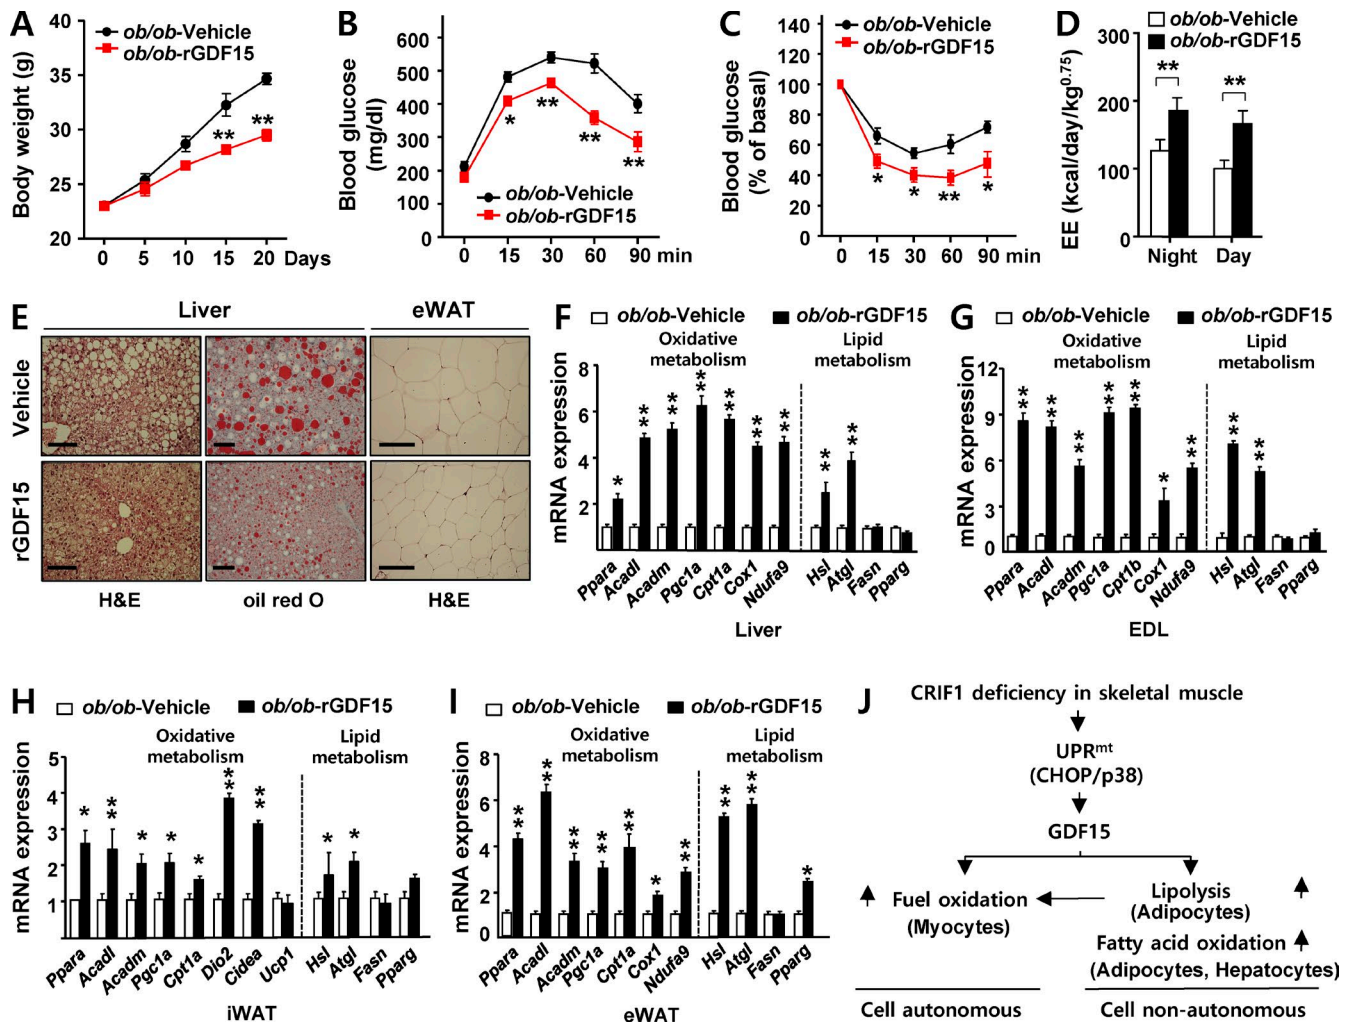 A
ob/ob-Vehicle
ob/ob-rGDF15
Body weight (g)
40
35
30
25
20
**
**
0 5 10 15 20 Days
B
Blood glucose
(mg/dl)
600
500
400
300
200
100
0
*
**
**
**
ob/ob-Vehicle
ob/ob-rGDF15
0 15 30 60 90 min
C
ob/ob-Vehicle
ob/ob-rGDF15
Blood glucose
(% of basal)
140
120
100
80
60
40
20
0
*
*
**
*
0 15 30 60 90 min
D
ob/ob-Vehicle
ob/ob-rGDF15
EE (kcal/day/kg0.75)
300
200
100
0
**
**
Night Day
E
Liver
eWAT
Vehicle
rGDF15
H&E
oil red O
H&E
F
ob/ob-Vehicle
ob/ob-rGDF15
Oxidative
metabolism
Lipid
metabolism
mRNA expression
8
6
4
2
*
**
**
**
**
**
**
**
**
Ppara Acadl Acadm Pgc1a Cpt1a Cox1 Ndufa9 Hsl Atgl Fasn Pparg
Liver
G
ob/ob-Vehicle
ob/ob-rGDF15
Oxidative
metabolism
Lipid
metabolism
mRNA expression
12
9
6
3
0
**
**
**
**
**
*
**
**
**
Ppara Acadl Acadm Pgc1a Cpt1b Cox1 Ndufa9 Hsl Atgl Fasn Pparg
EDL
H
ob/ob-Vehicle
ob/ob-rGDF15
Oxidative
metabolism
Lipid
metabolism
mRNA expression
5
4
3
2
1
*
**
*
*
*
**
**
*
*
Ppara Acadl Acadm Pgc1a Cpt1a Dio2 Cidea Ucp1 Hsl Atgl Fasn Pparg
iWAT
I
ob/ob-Vehicle
ob/ob-rGDF15
Oxidative
metabolism
Lipid
metabolism
mRNA expression
8
6
4
2
0
**
**
**
**
**
*
**
**
**
*
Ppara Acadl Acadm Pgc1a Cpt1a Cox1 Ndufa9 Hsl Atgl Fasn Pparg
eWAT
J
CRIF1 deficiency in skeletal muscle
UPRmt
(CHOP/p38)
GDF15
Fuel oxidation
(Myocytes)
Lipolysis
(Adipocytes)
Fatty acid oxidation
(Adipocytes, Hepatocytes)
Cell autonomous
Cell non-autonomous